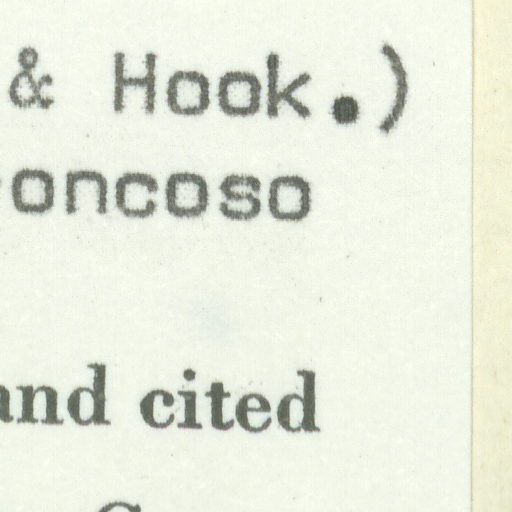 & Hook.)
oncoso
and cited